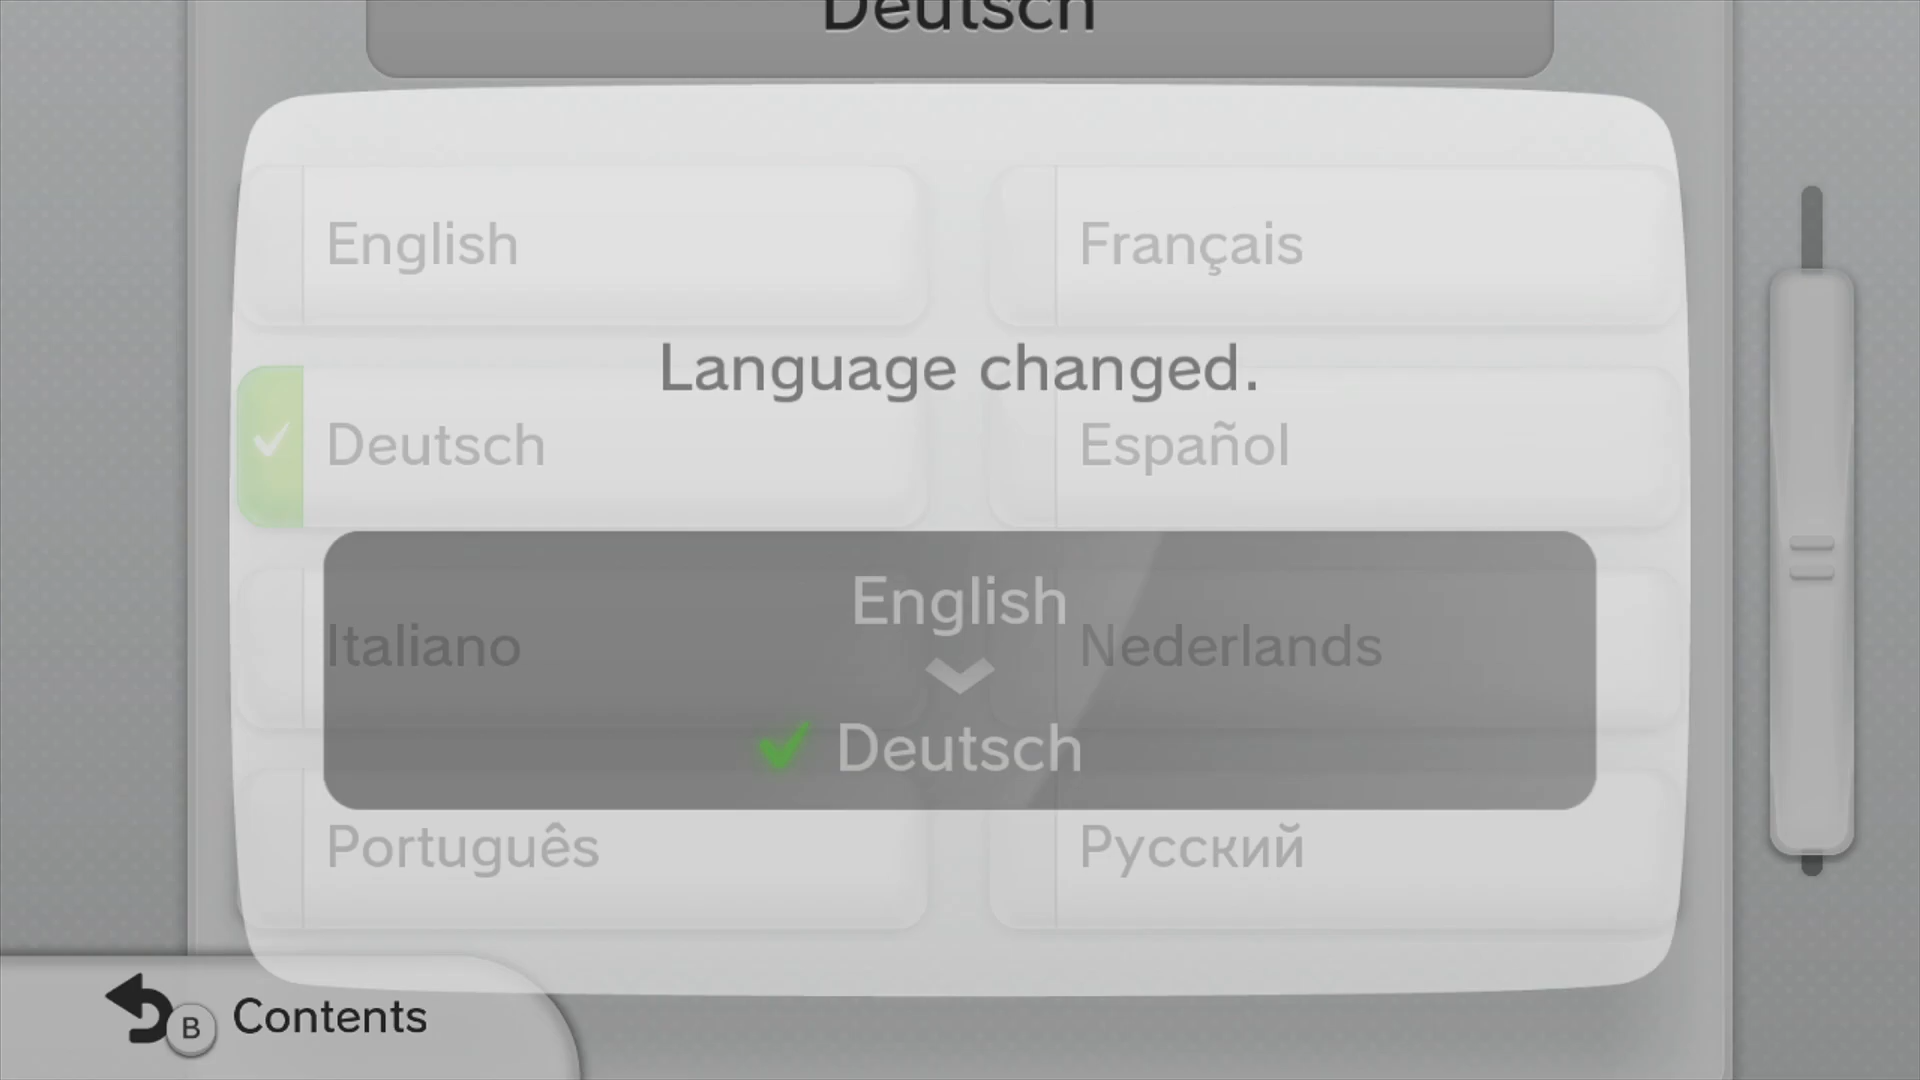 Deutsch
English
Français
Language changed.
Deutsch
Español
English
Italiano
Nederlands
Deutsch
Português
Русский
B Contents